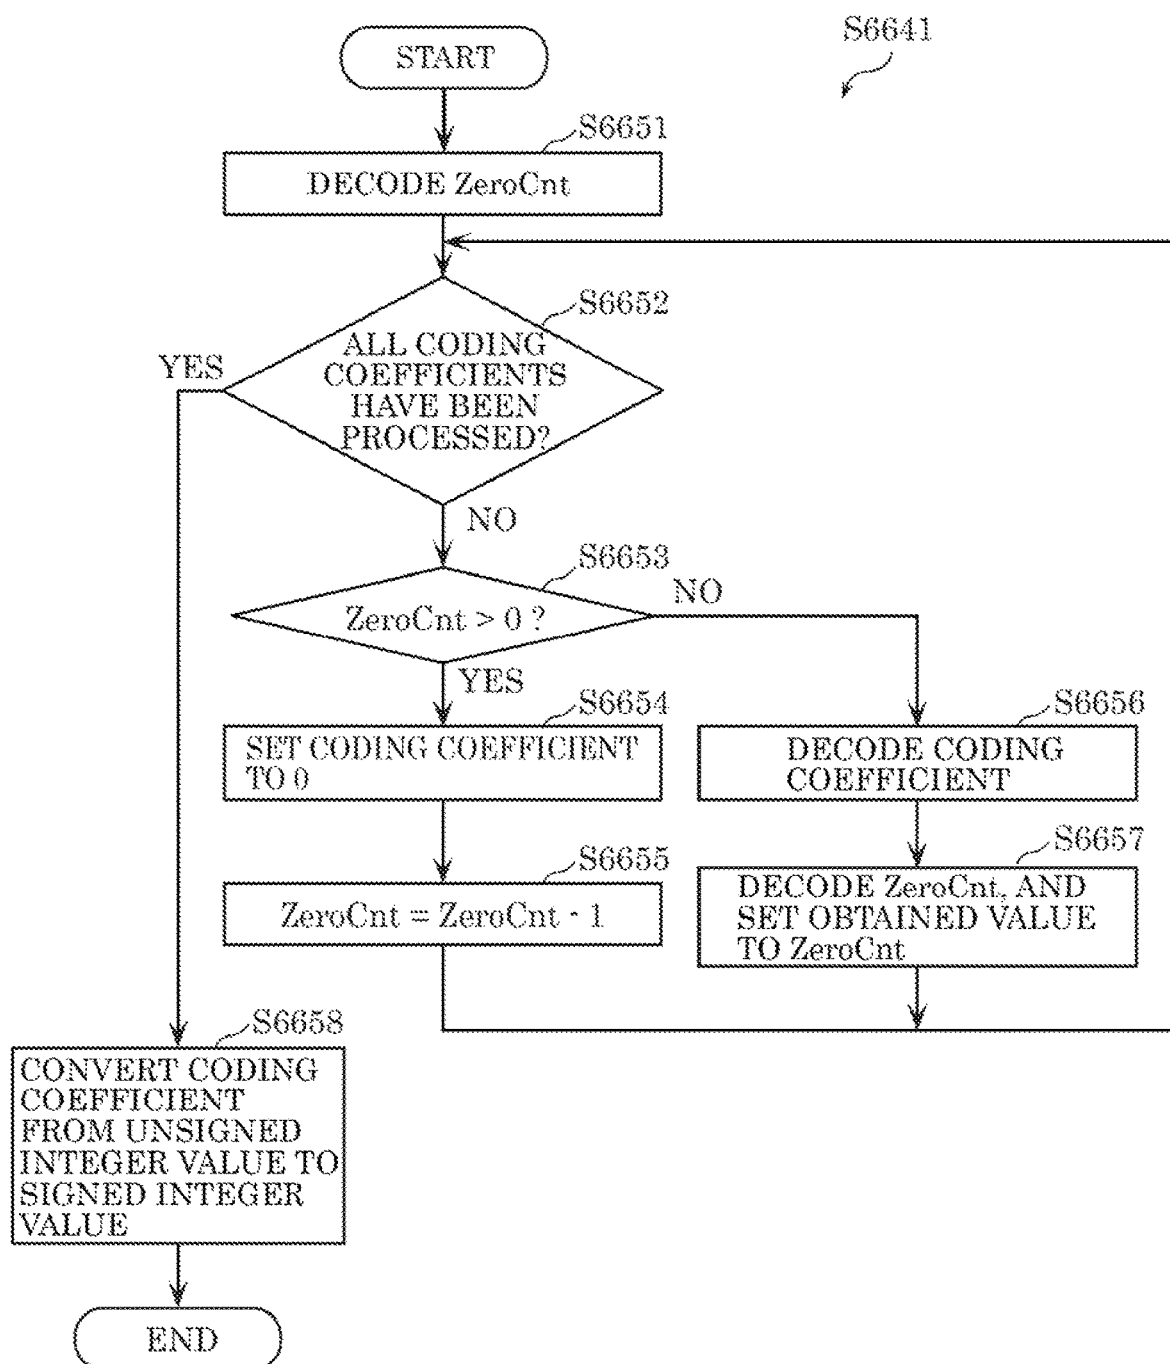 START
S6641
S6651
DECODE ZeroCnt
S6652
ALL CODING
COEFFICIENTS
HAVE BEEN
PROCESSED?
YES
NO
S6653
ZeroCnt > 0 ?
NO
YES
S6654
SET CODING COEFFICIENT
TO 0
S6656
DECODE CODING
COEFFICIENT
S6655
ZeroCnt = ZeroCnt - 1
S6657
DECODE ZeroCnt, AND
SET OBTAINED VALUE
TO ZeroCnt
S6658
CONVERT CODING
COEFFICIENT
FROM UNSIGNED
INTEGER VALUE TO
SIGNED INTEGER
VALUE
END